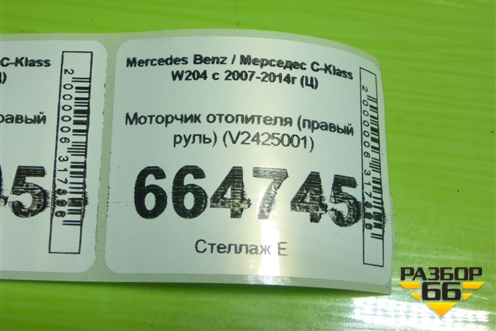 C-Klass
Ц)
равый
45
2000006317886
Mercedes Benz / Мерседес C-Klass
W204 с 2007-2014г (Ц)
Моторчик отопителя (правый
руль) (V2425001)
664745
Стеллаж Е
РАЗБОР
66